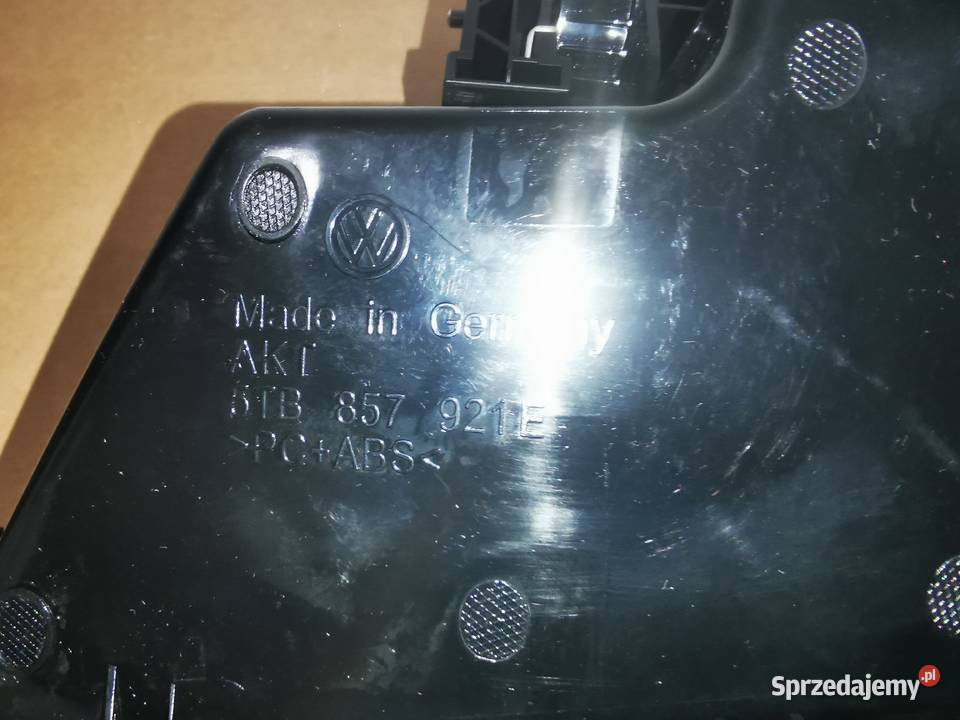 Made in Germany
AKT
5TB 857 921 E
>PC+ABS<
Sprzedajemy.pl